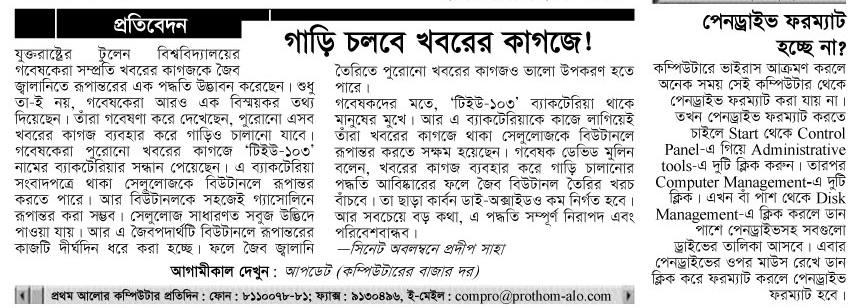 প্রতিবেদন
গাড়ি চলবে খবরের কাগজে!
যুক্তরাষ্ট্রের টুলেন বিশ্ববিদ্যালয়ের
গবেষকেরা সম্প্রতি খবরের কাগজকে জৈব
জ্বালানিতে রূপান্তরের এক পদ্ধতি উদ্ভাবন করেছেন। শুধু
তা-ই নয়, গবেষকেরা আরও এক বিস্ময়কর তথ্য
দিয়েছেন। তাঁরা গবেষণা করে দেখেছেন, পুরোনো এসব
খবরের কাগজ ব্যবহার করে গাড়িও চালানো যাবে।
গবেষকেরা পুরোনো খবরের কাগজে ‘টিইউ-১০৩’
নামের ব্যাকটেরিয়ার সন্ধান পেয়েছেন। এ ব্যাকটেরিয়া
সংবাদপত্রে থাকা সেলুলোজকে বিউটানলে রূপান্তর
করতে পারে। আর বিউটানলকে সহজেই গ্যাসোলিনে
রূপান্তর করা সম্ভব। সেলুলোজ সাধারণত সবুজ উদ্ভিদে
পাওয়া যায়। আর এ জৈবপদার্থটি বিউটানলে রূপান্তরের
কাজটি দীর্ঘদিন ধরে করা হচ্ছে। ফলে জৈব জ্বালানি
তৈরিতে পুরোনো খবরের কাগজও ভালো উপকরণ হতে
পারে।
গবেষকদের মতে, ‘টিইউ-১০৩’ ব্যাকটেরিয়া থাকে
মানুষের মুখে। আর এ ব্যাকটেরিয়াকে কাজে লাগিয়েই
তাঁরা খবরের কাগজে থাকা সেলুলোজকে বিউটানলে
রূপান্তর করতে সক্ষম হয়েছেন। গবেষক ডেভিড মুলিন
বলেন, খবরের কাগজ ব্যবহার করে গাড়ি চালানোর
পদ্ধতি আবিষ্কারের ফলে জৈব বিউটানল তৈরির খরচ
বাঁচবে। তা ছাড়া কার্বন ডাই-অক্সাইডও কম নির্গত হবে।
আর সবচেয়ে বড় কথা, এ পদ্ধতি সম্পূর্ণ নিরাপদ এবং
পরিবেশবান্ধব।
—সিনেট অবলম্বনে প্রদীপ সাহা
আগামীকাল দেখুন : আপডেট (কম্পিউটারের বাজার দর)
প্রথম আলোর কম্পিউটার প্রতিদিন : ফোন : ৮১১০০৭৮-৮১; ফ্যাক্স : ৯১৩০৪৯৬, ই-মেইল : compro@prothom-alo.com
পেনড্রাইভ ফরম্যাট
হচ্ছে না?
কম্পিউটারে ভাইরাস আক্রমণ করলে
অনেক সময় সেই কম্পিউটার থেকে
পেনড্রাইভ ফরম্যাট করা যায় না।
তখন পেনড্রাইভ ফরম্যাট করতে
চাইলে Start থেকে Control
Panel-এ গিয়ে Administrative
tools-এ দুটি ক্লিক করুন। তারপর
Computer Management-এ দুটি
ক্লিক। এখন বাঁ পাশ থেকে Disk
Management-এ ক্লিক করলে ডান
পাশে পেনড্রাইভসহ সবগুলো
ড্রাইভের তালিকা আসবে। এবার
পেনড্রাইভের ওপর মাউস রেখে ডান
ক্লিক করে ফরম্যাট করলে পেনড্রাইভ
ফরম্যাট হবে।